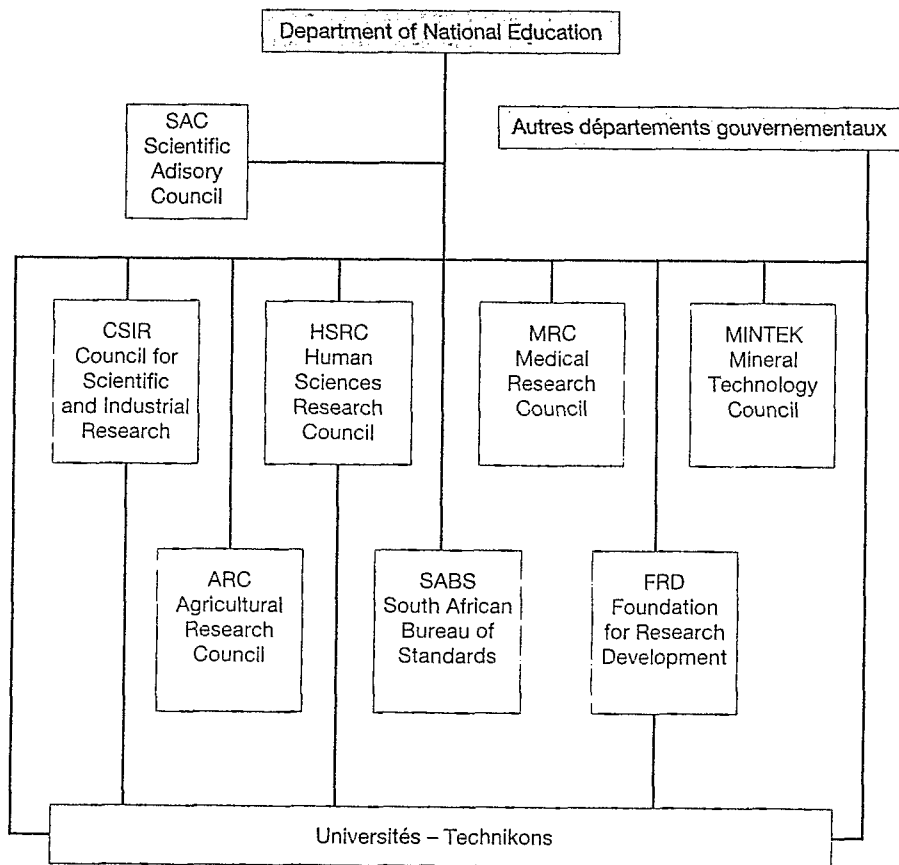 Department of National Education
SAC
Scientific
Adisory
Council
Autres départements gouvernementaux
CSIR
Council for
Scientific
and Industrial
Research
HSRC
Human
Sciences
Research
Council
MRC
Medical
Research
Council
MINTEK
Mineral
Technology
Council
ARC
Agricultural
Research
Council
SABS
South African
Bureau of
Standards
FRD
Foundation
for Research
Development
Universités – Technikons